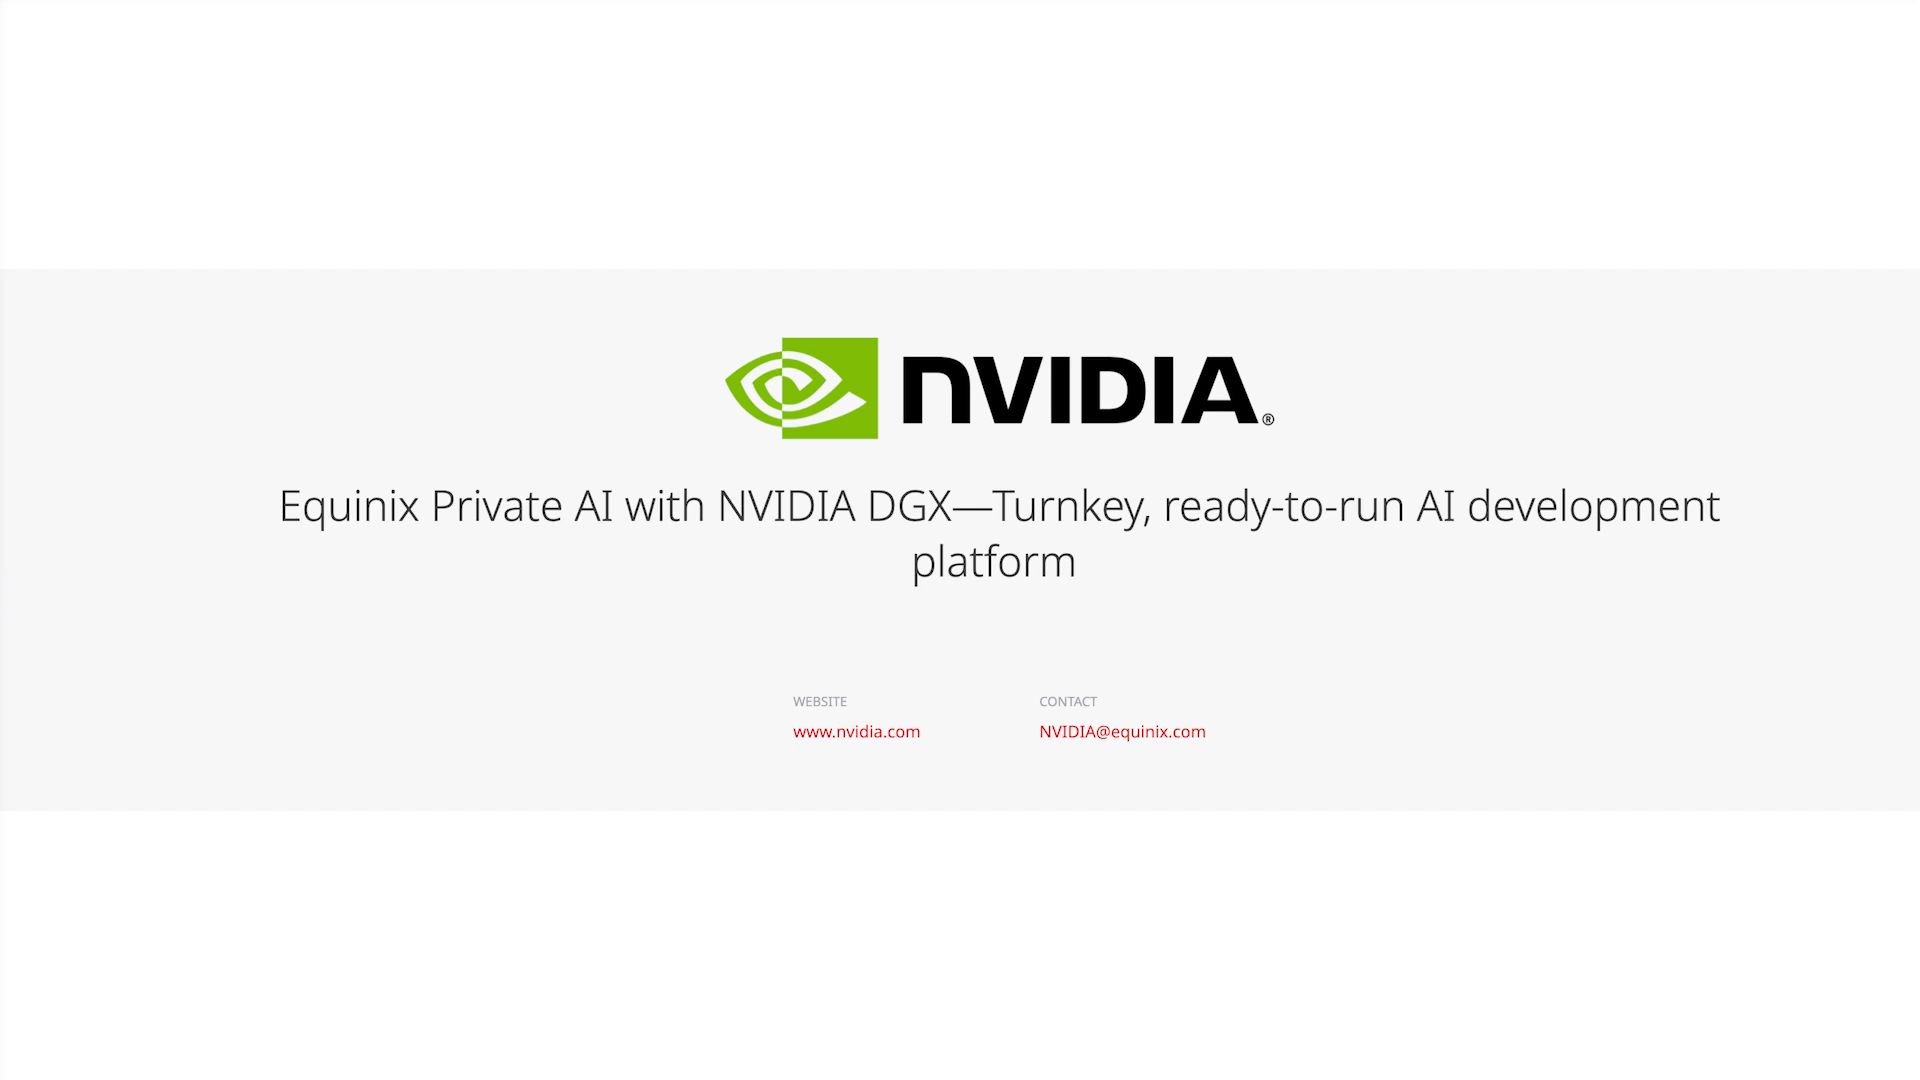 NVIDIA®
Equinix Private AI with NVIDIA DGX—Turnkey, ready-to-run AI development
platform
WEBSITE
www.nvidia.com
CONTACT
NVIDIA@equinix.com